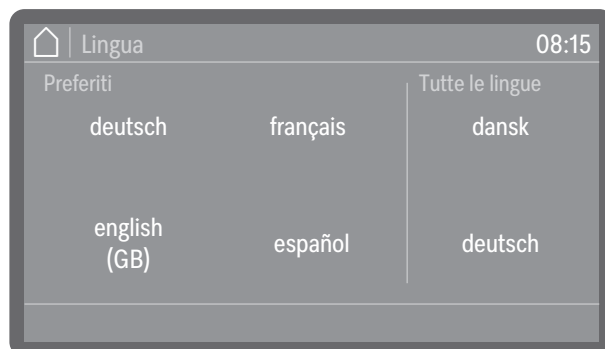 Lingua
08:15
Preferiti
Tutte le lingue
deutsch
français
dansk
english
(GB)
español
deutsch